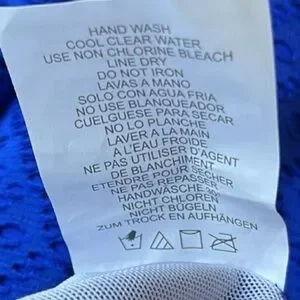 HAND WASH
COOL CLEAR WATER
USE NON CHLORINE BLEACH
LINE DRY
DO NOT IRON
LAVAS A MANO
SOLO CON AGUA FRIA
NO USE BLANQUEADOR
CUELGUESE PARA SECAR
NO LO PLANCHE
LAVER A LA MAIN
A L'EAU FROIDE
NE PAS UTILISER D'AGENT
DE BLANCHIMENT
ETENDRE POUR SECHER
NE PAS REPASSER
HANDWÄSCHE 30°
NICHT CHLOREN
NICHT BÜGELN
ZUM TROCK EN AUFHÄNGEN